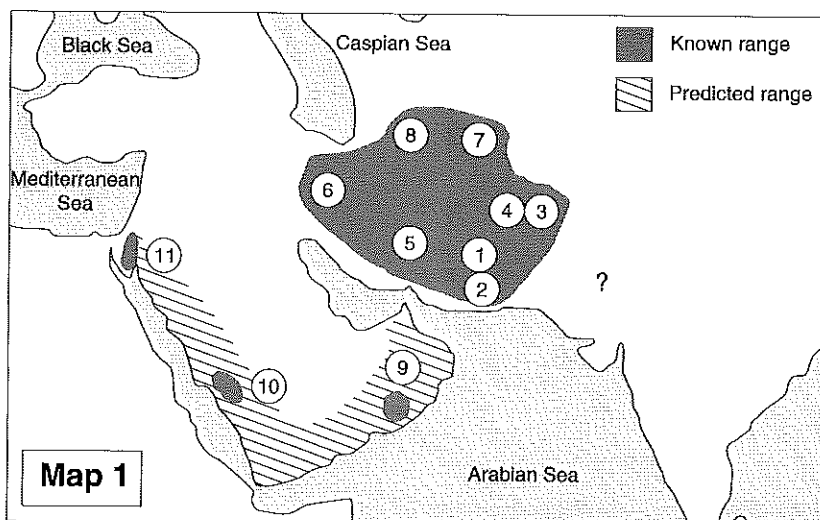 Black Sea
Caspian Sea
Known range
Predicted range
8
7
Mediterranean
Sea
6
4
3
11
5
1
2
?
9
10
Map 1
Arabian Sea